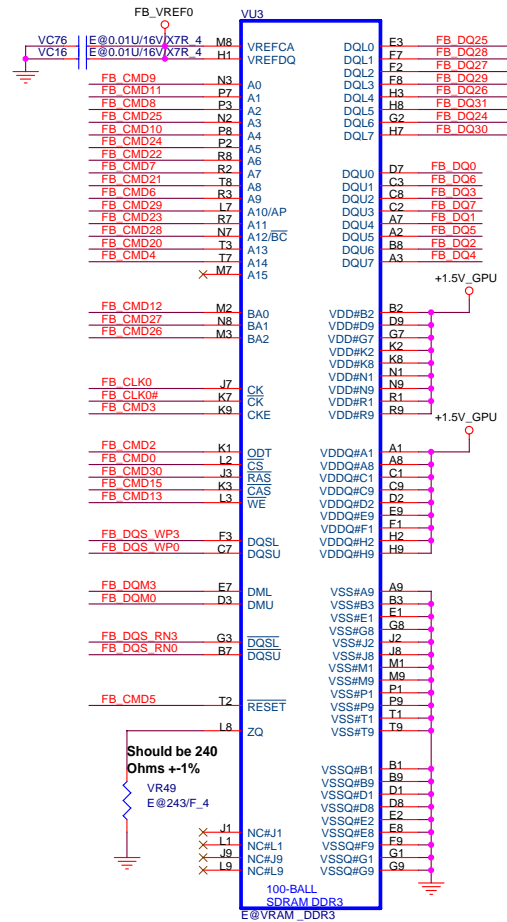 FB_VREF0
VU3
VC76 E@0.01U/16V/X7R_4 M8 VREFCA DQL0 E3 FB_DQ25
VC16 E@0.01U/16V/X7R_4 H1 VREFDQ DQL1 F7 FB_DQ28
DQL2 F2 FB_DQ27
FB_CMD9 N3 A0 DQL3 F8 FB_DQ29
FB_CMD11 P7 A1 DQL4 H3 FB_DQ26
FB_CMD8 P3 A2 DQL5 H8 FB_DQ31
FB_CMD25 N2 A3 DQL6 G2 FB_DQ24
FB_CMD10 P8 A4 DQL7 H7 FB_DQ30
FB_CMD24 P2 A5
FB_CMD22 R8 A6
FB_CMD7 R2 A7 DQU0 D7 FB_DQ0
FB_CMD21 T8 A8 DQU1 C3 FB_DQ6
FB_CMD6 R3 A9 DQU2 C8 FB_DQ3
FB_CMD29 L7 A10/AP DQU3 C2 FB_DQ7
FB_CMD23 R7 A11 DQU4 A7 FB_DQ1
FB_CMD28 N7 A12/BC DQU5 A2 FB_DQ5
FB_CMD20 T3 A13 DQU6 B8 FB_DQ2
FB_CMD4 T7 A14 DQU7 A3 FB_DQ4
M7 A15
+1.5V_GPU
FB_CMD12 M2 BA0 VDD#B2 B2
FB_CMD27 N8 BA1 VDD#D9 D9
FB_CMD26 M3 BA2 VDD#G7 G7
VDD#K2 K2
VDD#K8 K8
VDD#N1 N1
FB_CLK0 J7 CK VDD#N9 N9
FB_CLK0# K7 CK VDD#R1 R1
FB_CMD3 K9 CKE VDD#R9 R9
+1.5V_GPU
FB_CMD2 K1 ODT VDDQ#A1 A1
FB_CMD0 L2 CS VDDQ#A8 A8
FB_CMD30 J3 RAS VDDQ#C1 C1
FB_CMD15 K3 CAS VDDQ#C9 C9
FB_CMD13 L3 WE VDDQ#D2 D2
VDDQ#E9 E9
VDDQ#F1 F1
FB_DQS_WP3 F3 DQSL VDDQ#H2 H2
FB_DQS_WP0 C7 DQSU VDDQ#H9 H9
FB_DQM3 E7 DML VSS#A9 A9
FB_DQM0 D3 DMU VSS#B3 B3
VSS#E1 E1
VSS#G8 G8
FB_DQS_RN3 G3 DQSL VSS#J2 J2
FB_DQS_RN0 B7 DQSU VSS#J8 J8
VSS#M1 M1
VSS#M9 M9
VSS#P1 P1
FB_CMD5 T2 RESET VSS#P9 P9
VSS#T1 T1
L8 ZQ VSS#T9 T9
Should be 240
Ohms +-1%
VR49
E@243/F_4
VSSQ#B1 B1
VSSQ#B9 B9
VSSQ#D1 D1
VSSQ#D8 D8
VSSQ#E2 E2
J1 NC#J1 VSSQ#E8 E8
L1 NC#L1 VSSQ#F9 F9
J9 NC#J9 VSSQ#G1 G1
L9 NC#L9 VSSQ#G9 G9
100-BALL
SDRAM DDR3
E@VRAM _DDR3